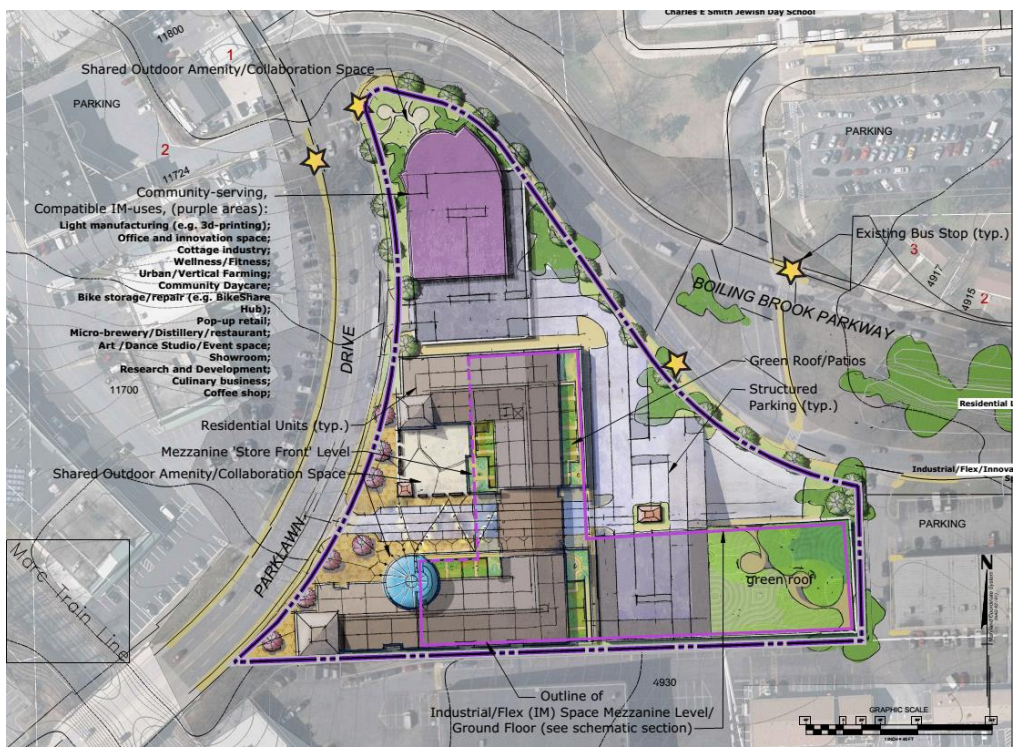 Charles E Smith Jewish Day School
11800
1
Shared Outdoor Amenity/Collaboration Space
PARKING
PARKING
2
11724
Community-serving,
Compatible IM-uses, (purple areas):
Light manufacturing (e.g. 3d-printing);
Office and innovation space;
Cottage industry;
Wellness/Fitness;
Urban/Vertical Farming;
Community Daycare;
Bike storage/repair (e.g. BikeShare
Hub);
Pop-up retail;
Micro-brewery/Distillery/restaurant;
Art /Dance Studio/Event space;
Showroom;
Research and Development;
Culinary business;
Coffee shop;
Existing Bus Stop (typ.)
3
4917
4915
2
BOILING BROOK PARKWAY
DRIVE
11700
Green Roof/Patios
Structured
Parking (typ.)
Residential Units (typ.)
Residential
Mezzanine 'Store Front' Level
Shared Outdoor Amenity/Collaboration Space
Industrial/Flex/Innova
PARKING
PARKLAWN
green roof
N
Marc Train Line
4930
Outline of
Industrial/Flex (IM) Space Mezzanine Level/
Ground Floor (see schematic section)
GRAPHIC SCALE